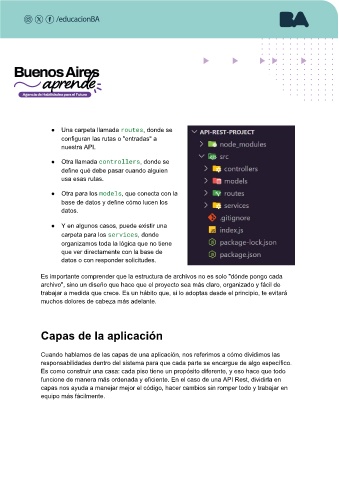 /educacionBA
BA
Buenos Aires
aprende
Agencia de Habilidades para el Futuro
● Una carpeta llamada routes, donde se
configuran las rutas o "entradas" a
nuestra API.
● Otra llamada controllers, donde se
define qué debe pasar cuando alguien
usa esas rutas.
● Otra para los models, que conecta con la
base de datos y define cómo lucen los
datos.
● Y en algunos casos, puede existir una
carpeta para los services, donde
organizamos toda la lógica que no tiene
que ver directamente con la base de
datos o con responder solicitudes.
API-REST-PROJECT
node_modules
src
controllers
models
routes
services
.gitignore
index.js
package-lock.json
package.json
Es importante comprender que la estructura de archivos no es solo "dónde pongo cada
archivo", sino un diseño que hace que el proyecto sea más claro, organizado y fácil de
trabajar a medida que crece. Es un hábito que, si lo adoptas desde el principio, te evitará
muchos dolores de cabeza más adelante.
Capas de la aplicación
Cuando hablamos de las capas de una aplicación, nos referimos a cómo dividimos las
responsabilidades dentro del sistema para que cada parte se encargue de algo específico.
Es como construir una casa: cada piso tiene un propósito diferente, y eso hace que todo
funcione de manera más ordenada y eficiente. En el caso de una API Rest, dividirla en
capas nos ayuda a manejar mejor el código, hacer cambios sin romper todo y trabajar en
equipo más fácilmente.